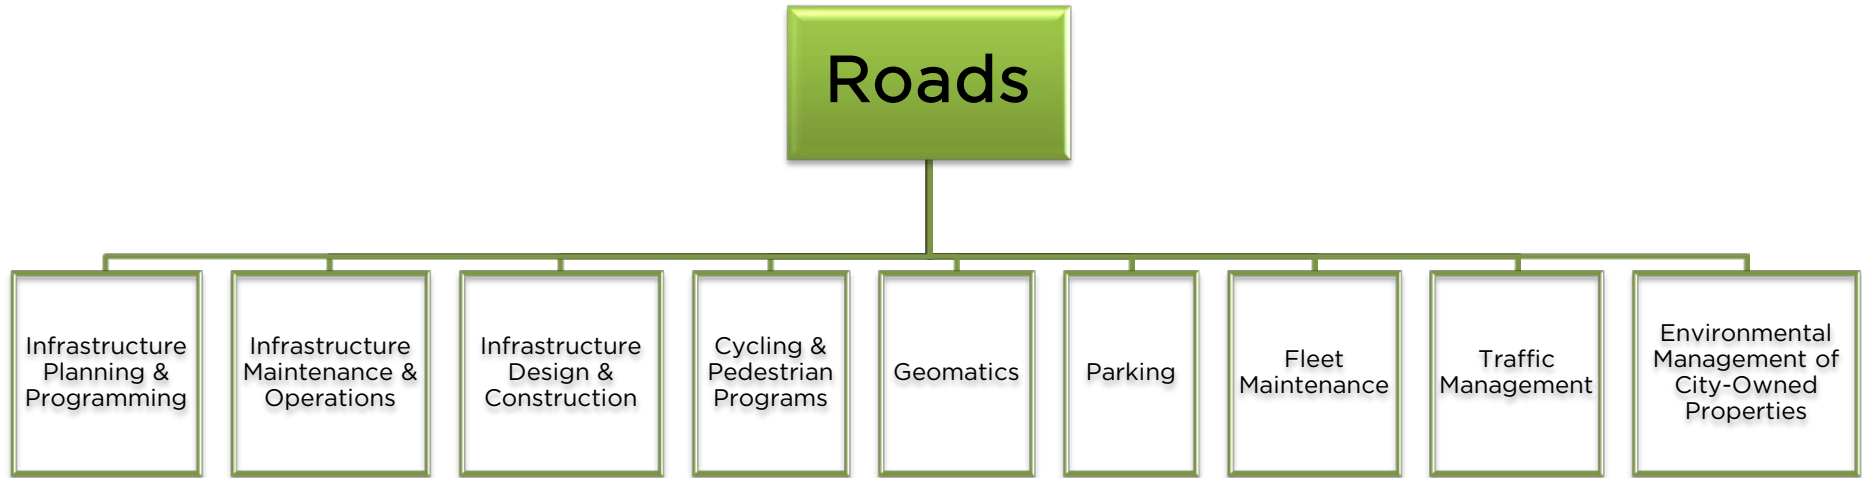 Roads
Infrastructure
Planning &
Programming
Infrastructure
Maintenance &
Operations
Infrastructure
Design &
Construction
Cycling &
Pedestrian
Programs
Geomatics
Parking
Fleet
Maintenance
Traffic
Management
Environmental
Management of
City-Owned
Properties